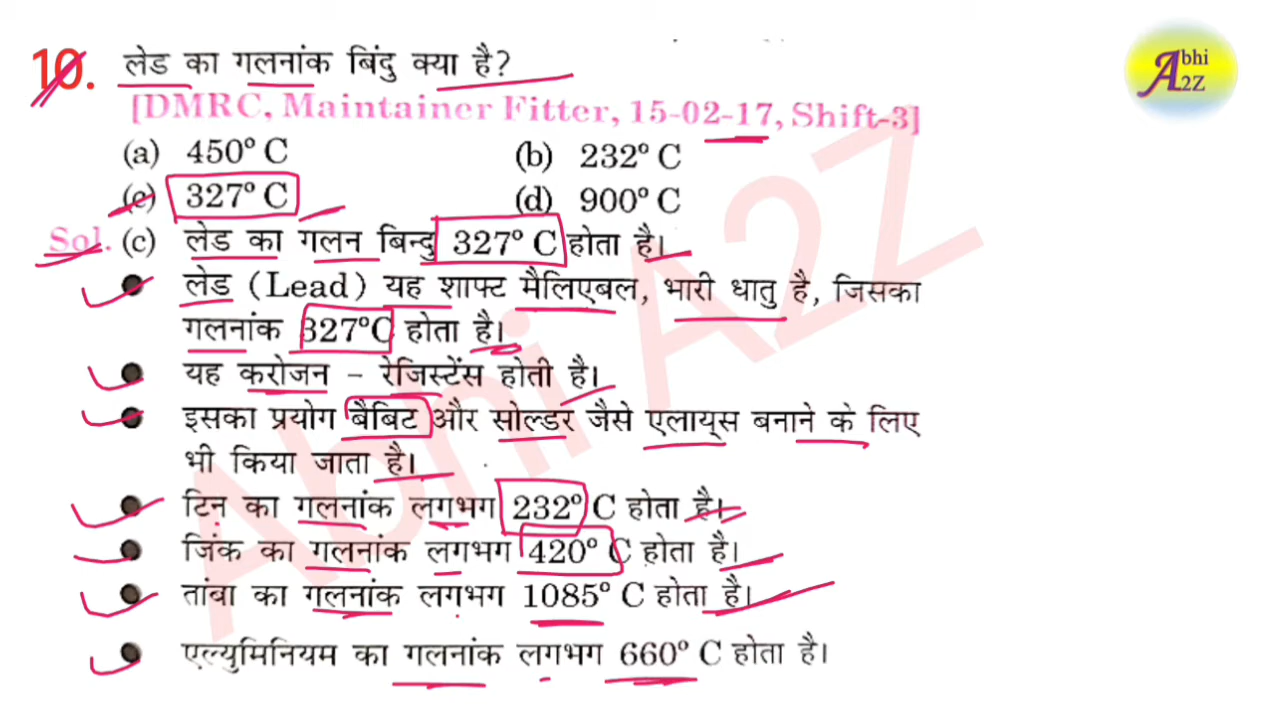 Abhi
A2Z
10. लेड का गलनांक बिंदु क्या है?
[DMRC, Maintainer Fitter, 15-02-17, Shift-3]
(a) 450° C (b) 232° C
(c) 327° C (d) 900° C
Sol. (c) लेड का गलन बिन्दु 327° C होता है।
● लेड (Lead) यह शाफ्ट मैलिएबल, भारी धातु है, जिसका
गलनांक 327°C होता है।
● यह करोजन – रेजिस्टेंस होती है।
● इसका प्रयोग बैबिट और सोल्डर जैसे एलाय्स बनाने के लिए
भी किया जाता है।
● टिन का गलनांक लगभग 232° C होता है।
● जिंक का गलनांक लगभग 420° C होता है।
● तांबा का गलनांक लगभग 1085° C होता है।
● एल्युमिनियम का गलनांक लगभग 660° C होता है।
Abhi A2Z